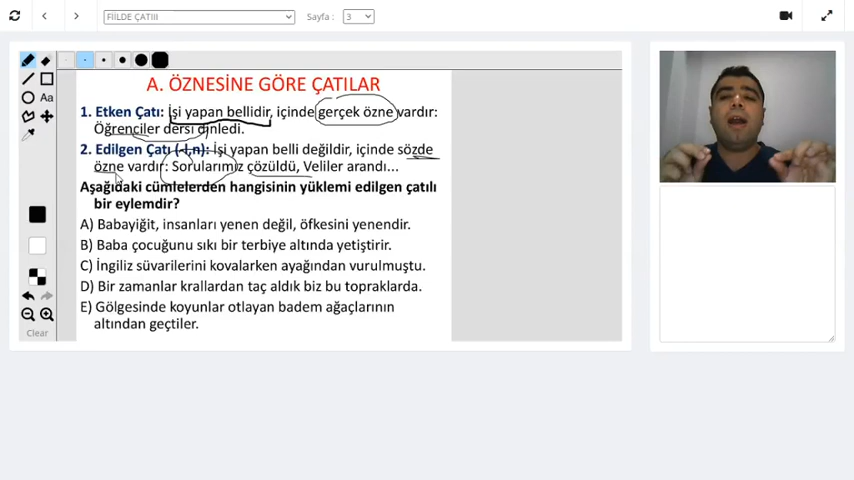 FİİLDE ÇATIII
Sayfa :
3
A. ÖZNESİNE GÖRE ÇATILAR
1. Etken Çatı: İşi yapan bellidir, içinde gerçek özne vardır:
Öğrenciler dersi dinledi.
2. Edilgen Çatı (-l,n): İşi yapan belli değildir, içinde sözde
özne vardır: Sorularımız çözüldü, Veliler arandı...
Aşağıdaki cümlelerden hangisinin yüklemi edilgen çatılı
bir eylemdir?
A) Babayiğit, insanları yenen değil, öfkesini yenendir.
B) Baba çocuğunu sıkı bir terbiye altında yetiştirir.
C) İngiliz süvarilerini kovalarken ayağından vurulmuştu.
D) Bir zamanlar krallardan taç aldık biz bu topraklarda.
E) Gölgesinde koyunlar otlayan badem ağaçlarının
altından geçtiler.
Aa
Clear